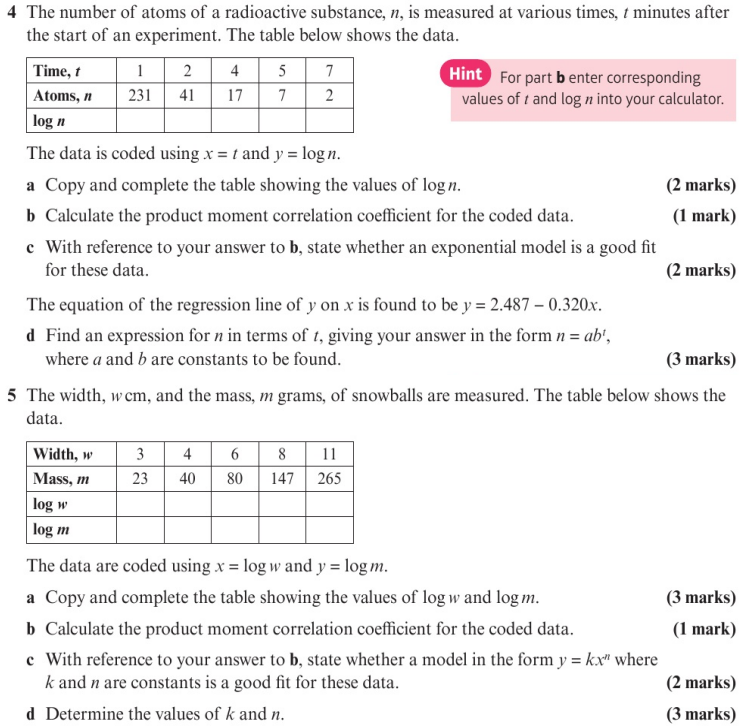 4 The number of atoms of a radioactive substance, n, is measured at various times, t minutes after
the start of an experiment. The table below shows the data.
Time, t 1 2 4 5 7
Atoms, n 231 41 17 7 2
log n
Hint For part b enter corresponding
values of t and log n into your calculator.
The data is coded using x = t and y = log n.
a Copy and complete the table showing the values of log n. (2 marks)
b Calculate the product moment correlation coefficient for the coded data. (1 mark)
c With reference to your answer to b, state whether an exponential model is a good fit
for these data. (2 marks)
The equation of the regression line of y on x is found to be y = 2.487 − 0.320x.
d Find an expression for n in terms of t, giving your answer in the form n = abᵗ,
where a and b are constants to be found. (3 marks)
5 The width, w cm, and the mass, m grams, of snowballs are measured. The table below shows the
data.
Width, w 3 4 6 8 11
Mass, m 23 40 80 147 265
log w
log m
The data are coded using x = log w and y = log m.
a Copy and complete the table showing the values of log w and log m. (3 marks)
b Calculate the product moment correlation coefficient for the coded data. (1 mark)
c With reference to your answer to b, state whether a model in the form y = kxⁿ where
k and n are constants is a good fit for these data. (2 marks)
d Determine the values of k and n. (3 marks)